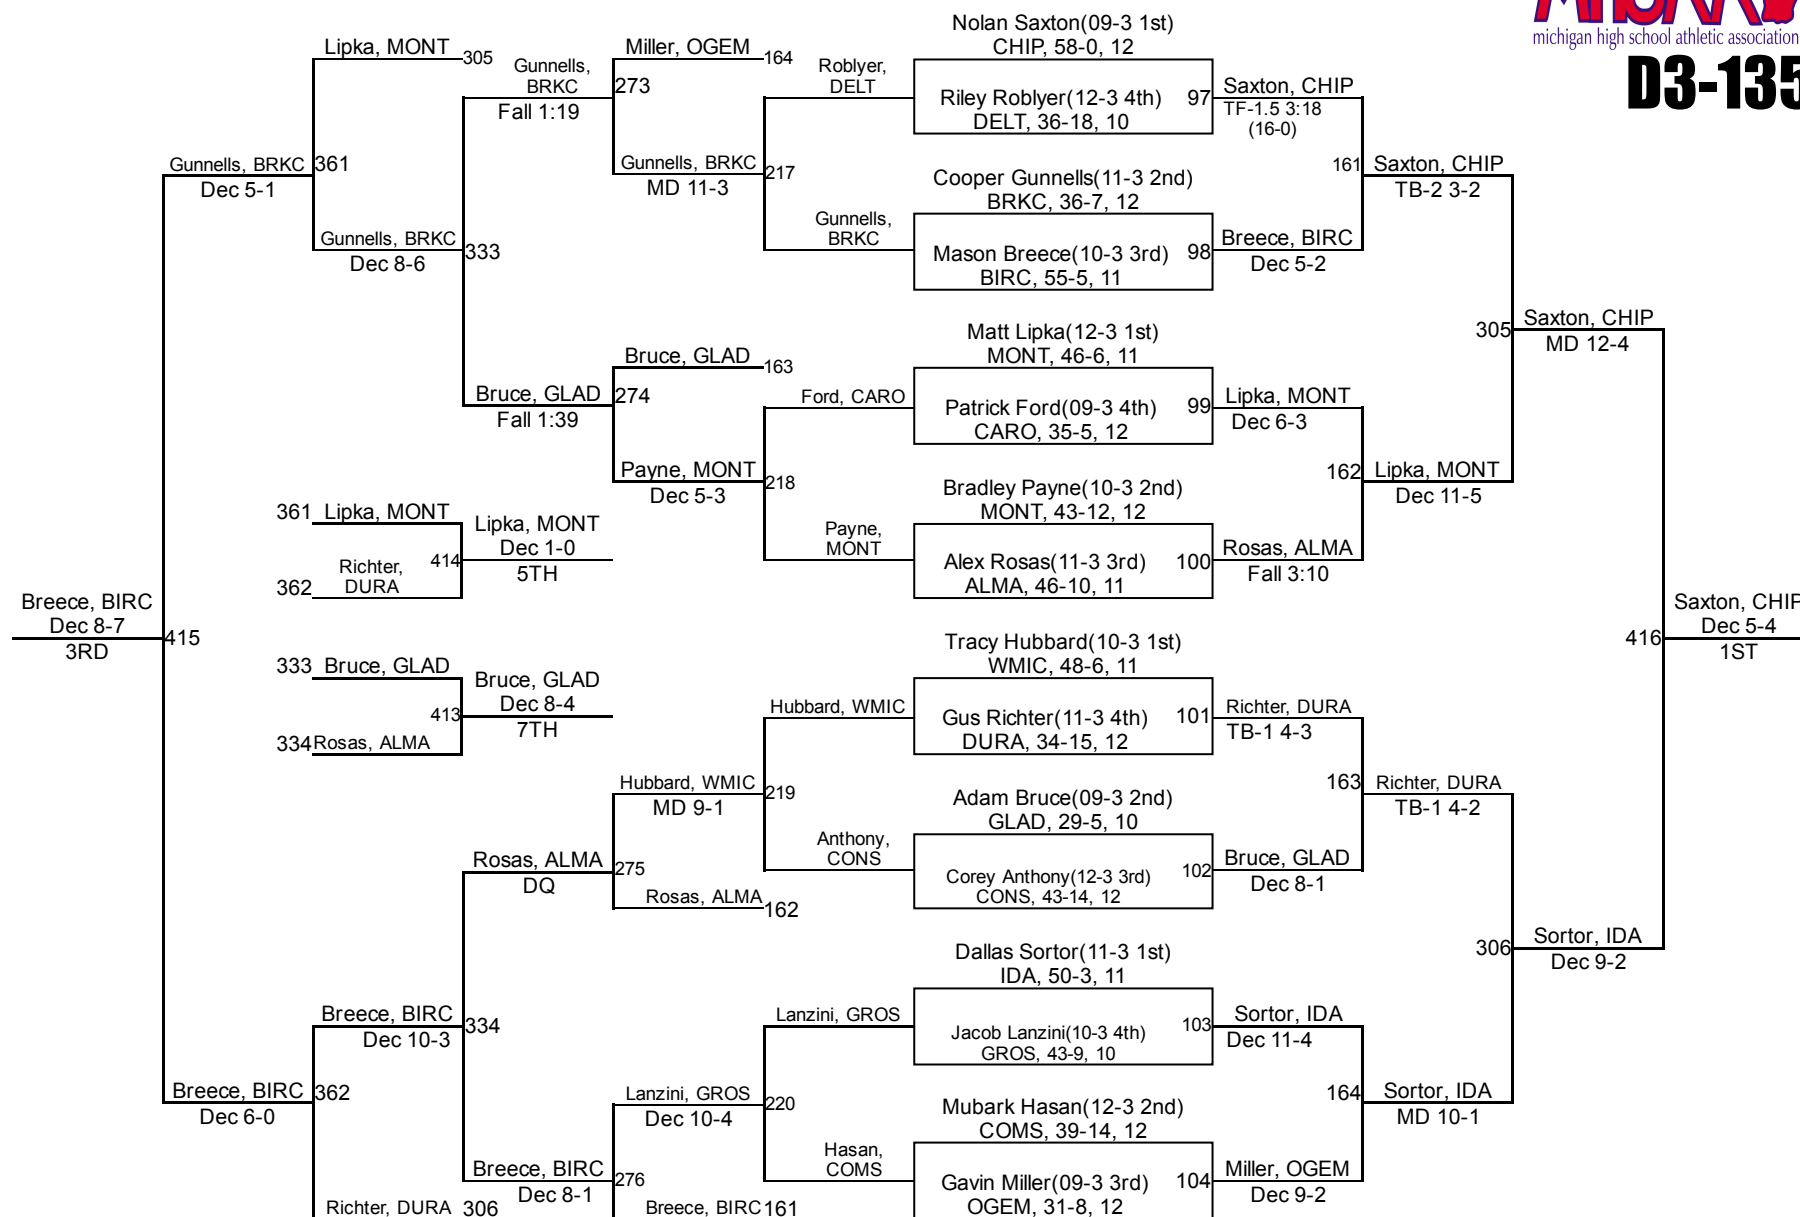 michigan high school athletic association
D3-135
Lipka, MONT
305
Gunnells, BRKC
361
Dec 5-1
Gunnells, BRKC
Dec 8-6
Gunnells,
BRKC
Fall 1:19
333
Bruce, GLAD
Fall 1:39
Miller, OGEM
164
273
Gunnells, BRKC
MD 11-3
217
Bruce, GLAD
163
274
Payne, MONT
Dec 5-3
218
Roblyer,
DELT
Gunnells,
BRKC
Ford, CARO
Payne,
MONT
Nolan Saxton(09-3 1st)
CHIP, 58-0, 12
Riley Roblyer(12-3 4th)
DELT, 36-18, 10
97
Cooper Gunnells(11-3 2nd)
BRKC, 36-7, 12
Mason Breece(10-3 3rd)
BIRC, 55-5, 11
98
Matt Lipka(12-3 1st)
MONT, 46-6, 11
Patrick Ford(09-3 4th)
CARO, 35-5, 12
99
Bradley Payne(10-3 2nd)
MONT, 43-12, 12
Alex Rosas(11-3 3rd)
ALMA, 46-10, 11
100
Saxton, CHIP
TF-1.5 3:18
(16-0)
Breece, BIRC
Dec 5-2
161
Saxton, CHIP
TB-2 3-2
Lipka, MONT
Dec 6-3
Rosas, ALMA
Fall 3:10
162
Lipka, MONT
Dec 11-5
305
Saxton, CHIP
MD 12-4
361
Lipka, MONT
Richter,
DURA
362
414
Lipka, MONT
Dec 1-0
5TH
333
Bruce, GLAD
334
Rosas, ALMA
413
Bruce, GLAD
Dec 8-4
7TH
Breece, BIRC
Dec 8-7
3RD
415
416
Saxton, CHIP
Dec 5-4
1ST
Tracy Hubbard(10-3 1st)
WMIC, 48-6, 11
Gus Richter(11-3 4th)
DURA, 34-15, 12
101
Adam Bruce(09-3 2nd)
GLAD, 29-5, 10
Corey Anthony(12-3 3rd)
CONS, 43-14, 12
102
Dallas Sortor(11-3 1st)
IDA, 50-3, 11
Jacob Lanzini(10-3 4th)
GROS, 43-9, 10
103
Mubark Hasan(12-3 2nd)
COMS, 39-14, 12
Gavin Miller(09-3 3rd)
OGEM, 31-8, 12
104
Hubbard, WMIC
Anthony,
CONS
Lanzini, GROS
Hasan,
COMS
Hubbard, WMIC
MD 9-1
219
Rosas, ALMA
DQ
275
Rosas, ALMA
162
Lanzini, GROS
Dec 10-4
220
Breece, BIRC
Dec 8-1
276
Breece, BIRC
161
Breece, BIRC
Dec 10-3
334
Breece, BIRC
Dec 6-0
362
Richter, DURA
306
Richter, DURA
TB-1 4-3
Bruce, GLAD
Dec 8-1
163
Richter, DURA
TB-1 4-2
Sortor, IDA
Dec 11-4
Miller, OGEM
Dec 9-2
164
Sortor, IDA
MD 10-1
306
Sortor, IDA
Dec 9-2